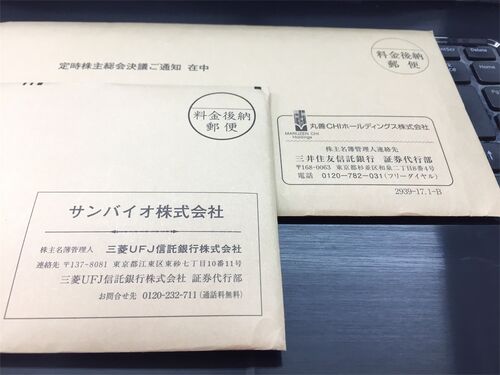 定時株主総会決議ご通知 在中
料金後納
郵便
丸善CHIホールディングス株式会社
MARUZEN CHI
Holdings
株主名簿管理人連絡先
三井住友信託銀行 証券代行部
〒168-0063 東京都杉並区和泉二丁目8番4号
電話 0120-782-031(フリーダイヤル)
2939-17.1-B
料金後納
郵便
サンバイオ株式会社
株主名簿管理人 三菱UFJ信託銀行株式会社
連絡先 〒137-8081 東京都江東区東砂七丁目10番11号
三菱UFJ信託銀行株式会社 証券代行部
お問合せ先 0120-232-711(通話料無料)